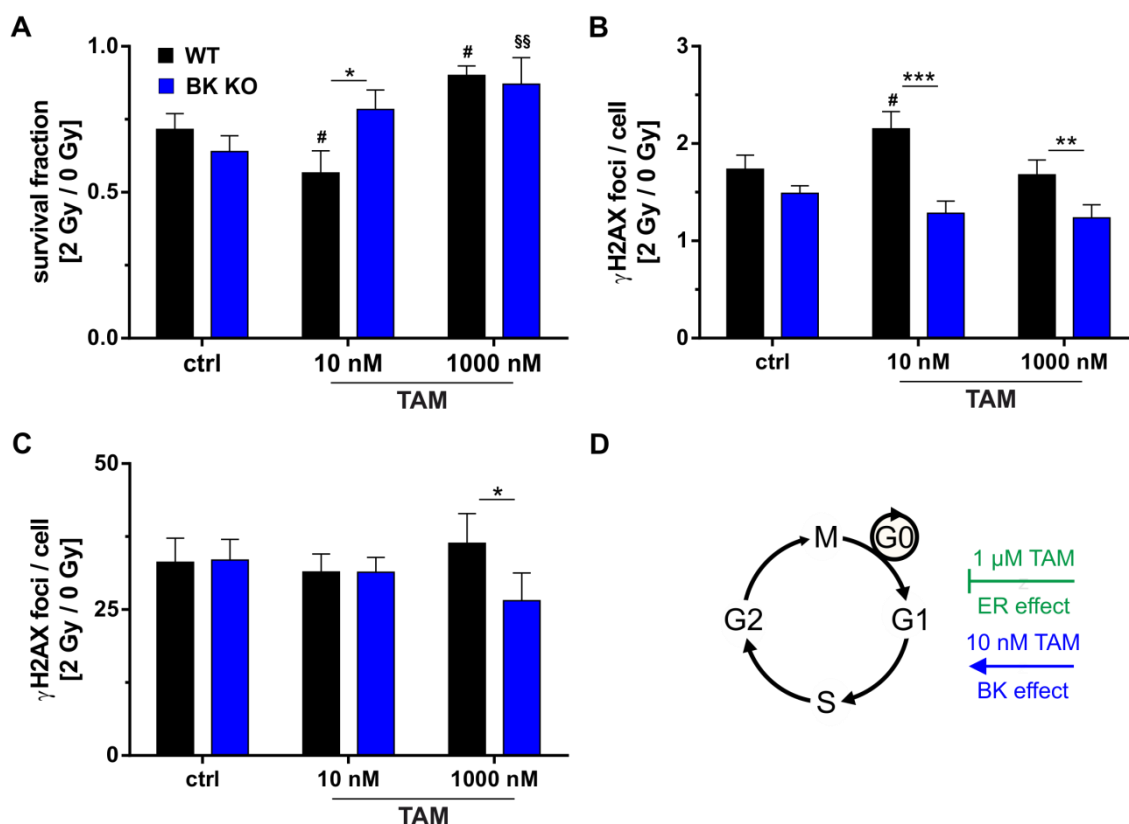 A
survival fraction
[2 Gy / 0 Gy]
1.0
0.5
0.0
WT
BK KO
#
*
#
§§
ctrl
10 nM
1000 nM
TAM
B
γH2AX foci / cell
[2 Gy / 0 Gy]
3
2
1
0
#
***
**
ctrl
10 nM
1000 nM
TAM
C
γH2AX foci / cell
[2 Gy / 0 Gy]
50
25
0
*
ctrl
10 nM
1000 nM
TAM
D
M
G0
G1
S
G2
1 µM TAM
ER effect
10 nM TAM
BK effect